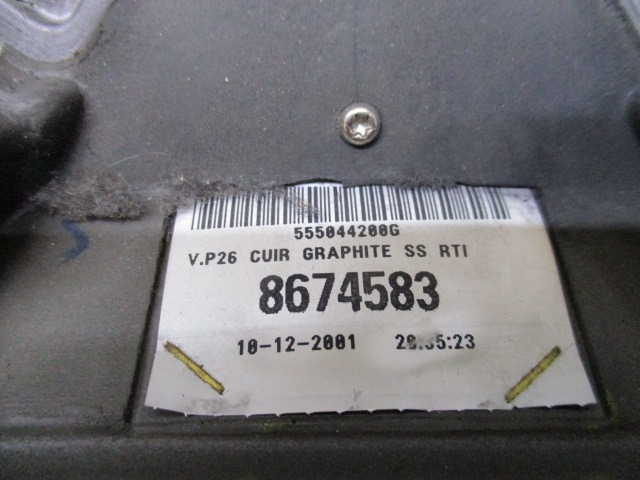 555044200G
V.P26 CUIR GRAPHITE SS RTI
8674583
10-12-2001